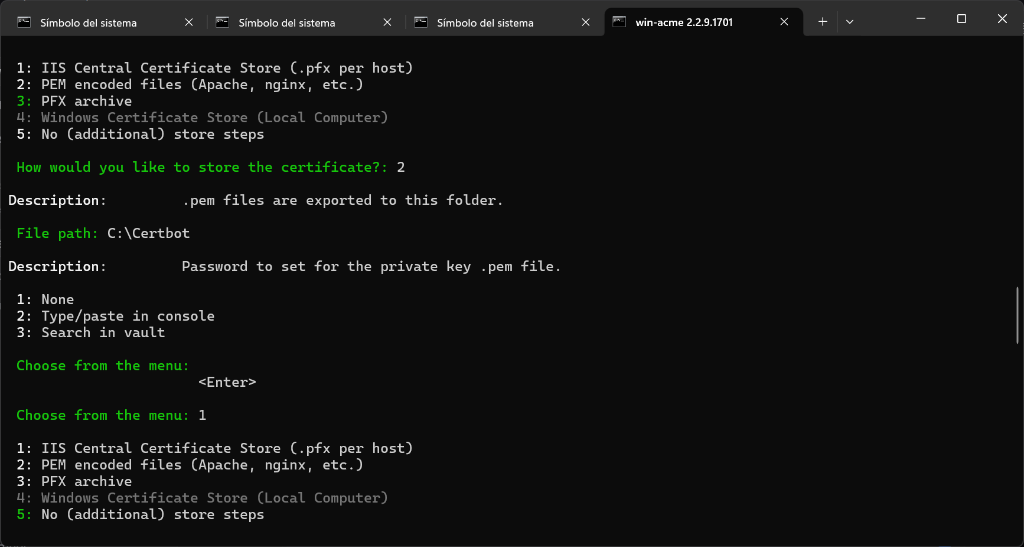 Símbolo del sistema
Símbolo del sistema
Símbolo del sistema
win-acme 2.2.9.1701
1: IIS Central Certificate Store (.pfx per host)
2: PEM encoded files (Apache, nginx, etc.)
3: PFX archive
4: Windows Certificate Store (Local Computer)
5: No (additional) store steps
How would you like to store the certificate?: 2
Description:         .pem files are exported to this folder.
File path: C:\Certbot
Description:         Password to set for the private key .pem file.
1: None
2: Type/paste in console
3: Search in vault
Choose from the menu:
<Enter>
Choose from the menu: 1
1: IIS Central Certificate Store (.pfx per host)
2: PEM encoded files (Apache, nginx, etc.)
3: PFX archive
4: Windows Certificate Store (Local Computer)
5: No (additional) store steps